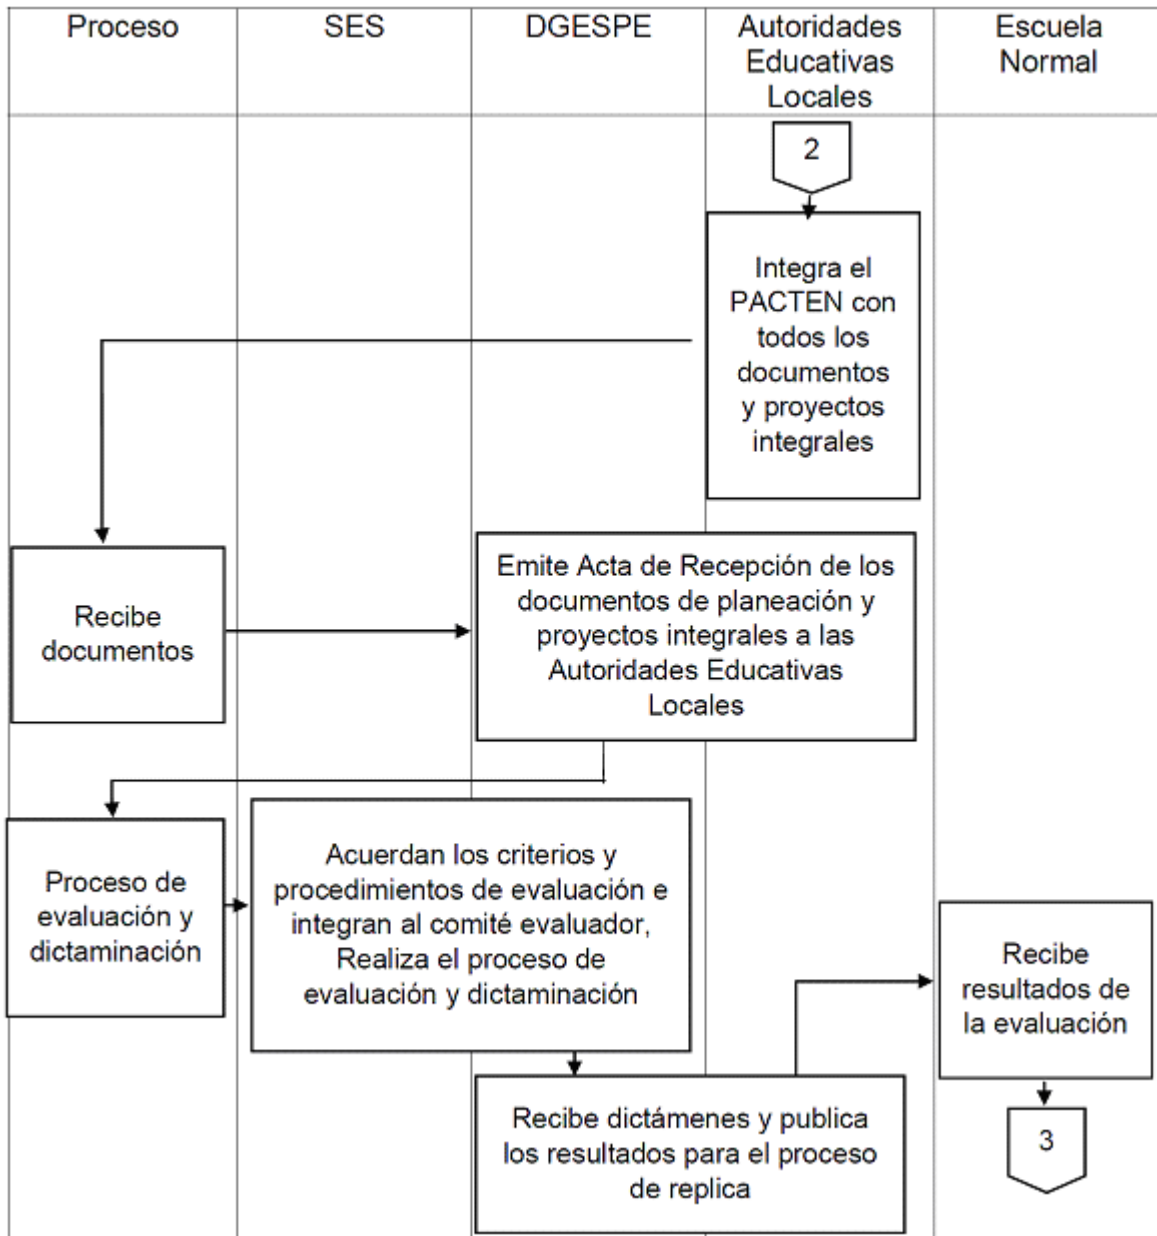 Proceso
SES
DGESPE
Autoridades
Educativas
Locales
Escuela
Normal
2
Integra el
PACTEN con
todos los
documentos
y proyectos
integrales
Recibe
documentos
Emite Acta de Recepción de los
documentos de planeación y
proyectos integrales a las
Autoridades Educativas
Locales
Proceso de
evaluación y
dictaminación
Acuerdan los criterios y
procedimientos de evaluación e
integran al comité evaluador,
Realiza el proceso de
evaluación y dictaminación
Recibe
resultados de
la evaluación
Recibe dictámenes y publica
los resultados para el proceso
de replica
3